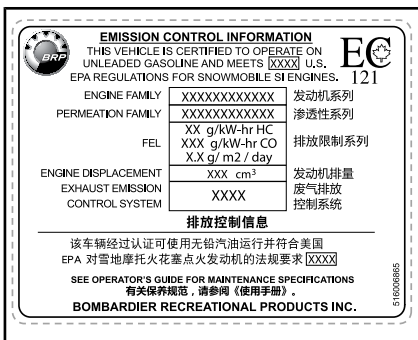 BRP
EMISSION CONTROL INFORMATION
THIS VEHICLE IS CERTIFIED TO OPERATE ON
UNLEADED GASOLINE AND MEETS XXXX U.S.
EPA REGULATIONS FOR SNOWMOBILE SI ENGINES.
EC
121
ENGINE FAMILY XXXXXXXXXXXX 发动机系列
PERMEATION FAMILY XXXXXXXXXXXX 渗透性系列
XX g/kW-hr HC
FEL XXX g/kW-hr CO 排放限制系列
X.X g/ m2 / day
ENGINE DISPLACEMENT XXX cm³ 发动机排量
EXHAUST EMISSION XXXX 废气排放
CONTROL SYSTEM 控制系统
排放控制信息
该车辆经过认证可使用无铅汽油运行并符合美国
EPA 对雪地摩托火花塞点火发动机的法规要求 XXXX
SEE OPERATOR'S GUIDE FOR MAINTENANCE SPECIFICATIONS
有关保养规范，请参阅《使用手册》。
BOMBARDIER RECREATIONAL PRODUCTS INC.
516006865